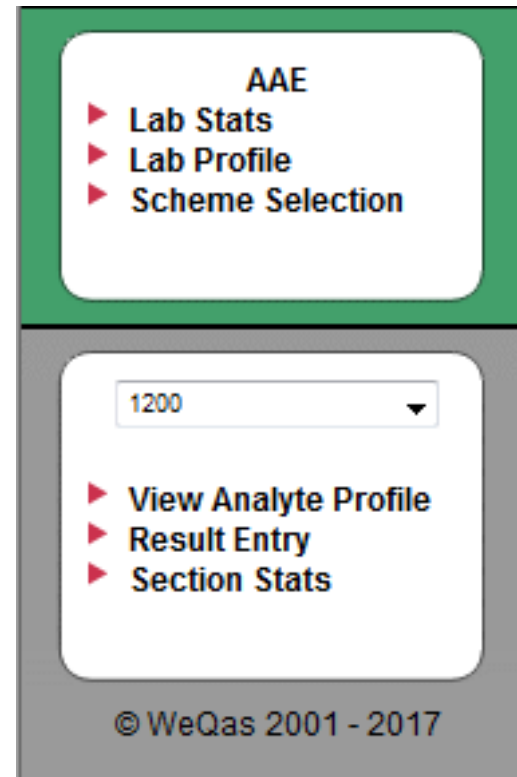 AAE
Lab Stats
Lab Profile
Scheme Selection
1200
View Analyte Profile
Result Entry
Section Stats
© WeQas 2001 - 2017